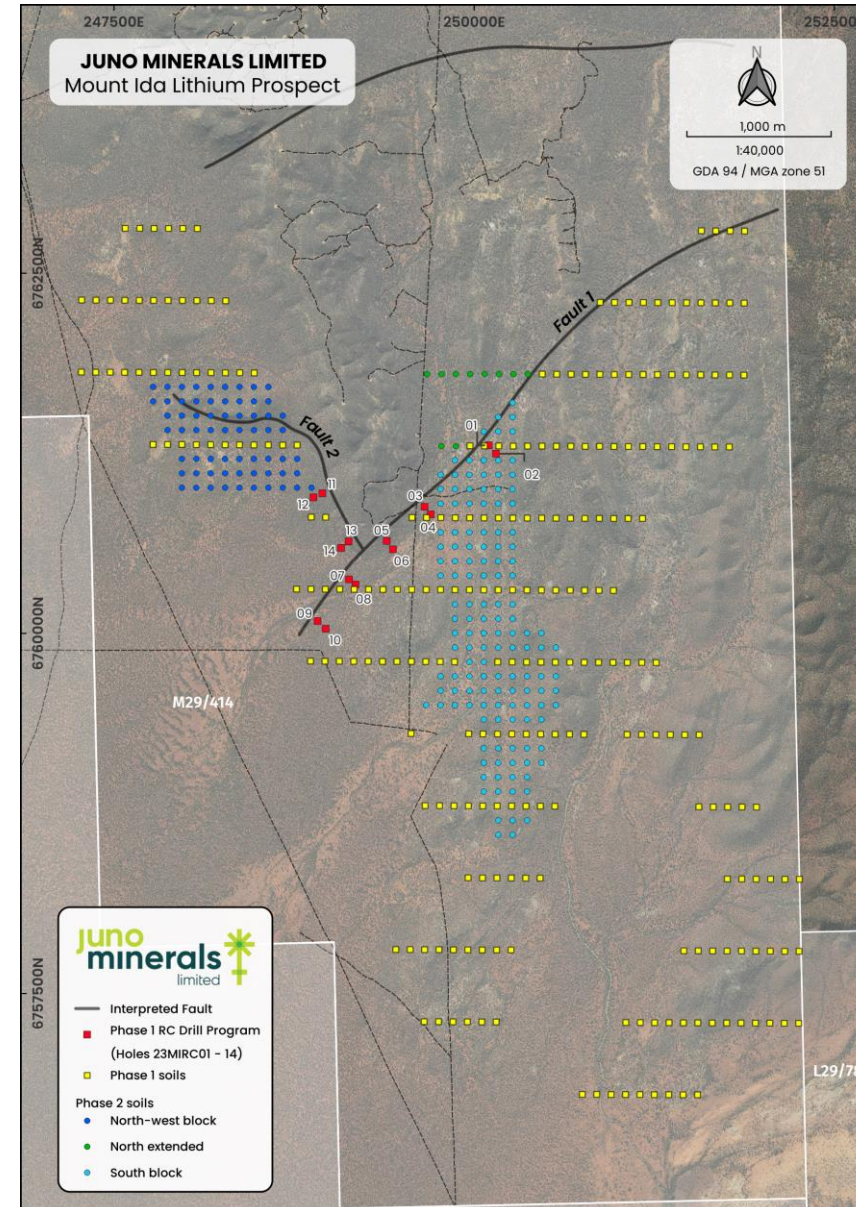 247500E
250000E
252500
JUNO MINERALS LIMITED
Mount Ida Lithium Prospect
N
1,000 m
1:40,000
GDA 94 / MGA zone 51
6762500N
Fault 1
Fault 2
01
02
03
04
05
06
07
08
09
10
11
12
13
14
6760000N
M29/414
6757500N
L29/78
juno
minerals
limited
Interpreted Fault
Phase 1 RC Drill Program
(Holes 23MIRC01 - 14)
Phase 1 soils
Phase 2 soils
North-west block
North extended
South block